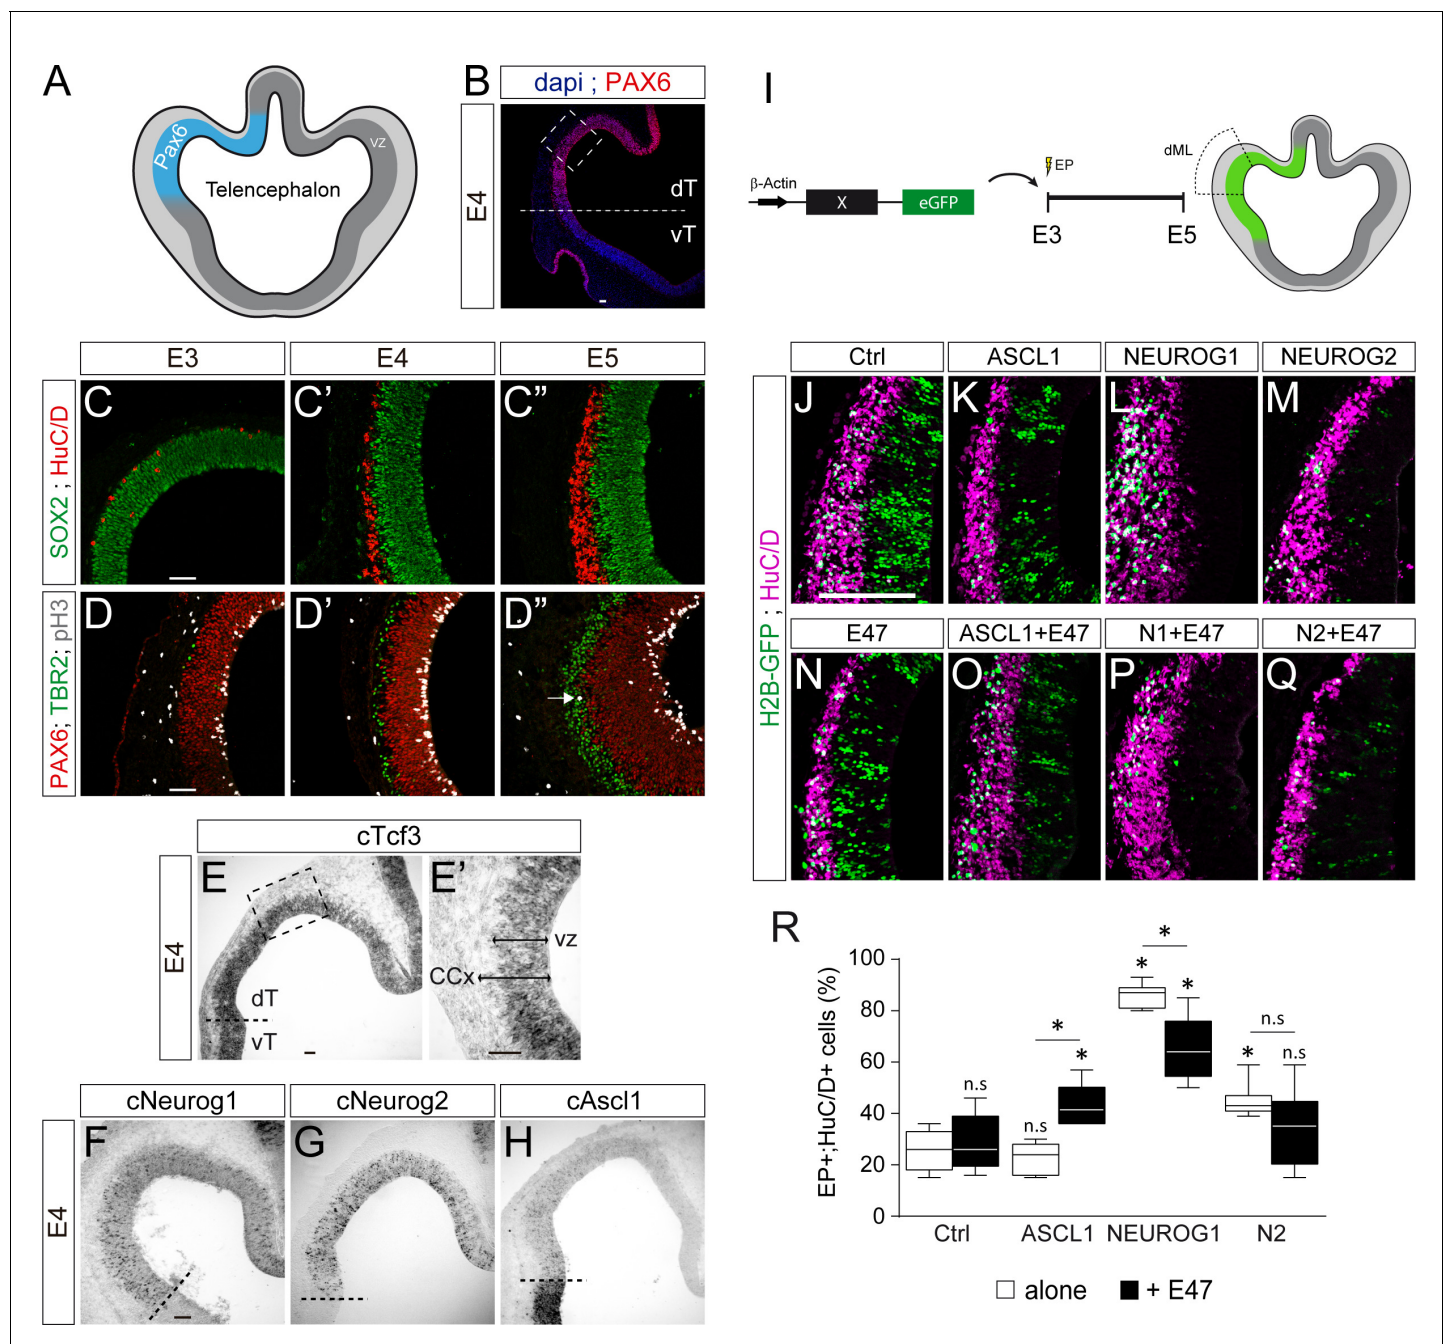 A
Pax6
VZ
Telencephalon
B
dapi ; PAX6
E4
dT
vT
I
β-Actin
X
eGFP
EP
E3
E5
dML
E3
E4
E5
SOX2 ; HuC/D
C
C’
C”
PAX6; TBR2; pH3
D
D’
D”
cTcf3
E4
E
dT
vT
E’
vz
CCx
cNeurog1
cNeurog2
cAscl1
E4
F
G
H
Ctrl
ASCL1
NEUROG1
NEUROG2
H2B-GFP ; HuC/D
J
K
L
M
E47
ASCL1+E47
N1+E47
N2+E47
N
O
P
Q
R
EP+;HuC/D+ cells (%)
100
80
60
40
20
0
n.s
n.s
*
*
*
*
*
*
n.s
n.s
Ctrl
ASCL1
NEUROG1
N2
alone
+ E47